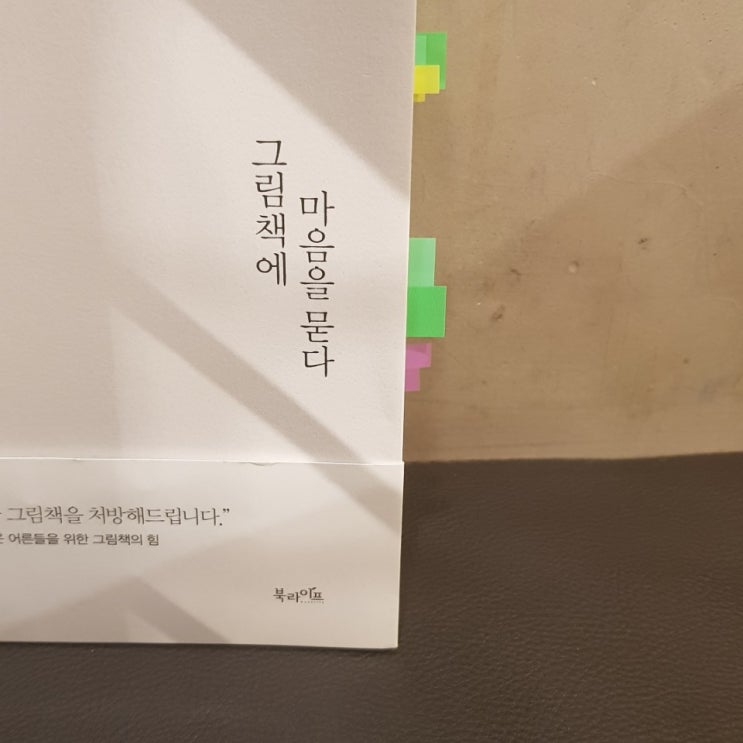 그림책에
마음을 묻다
그림책을 처방해드립니다.”
어른들을 위한 그림책의 힘
북라이프